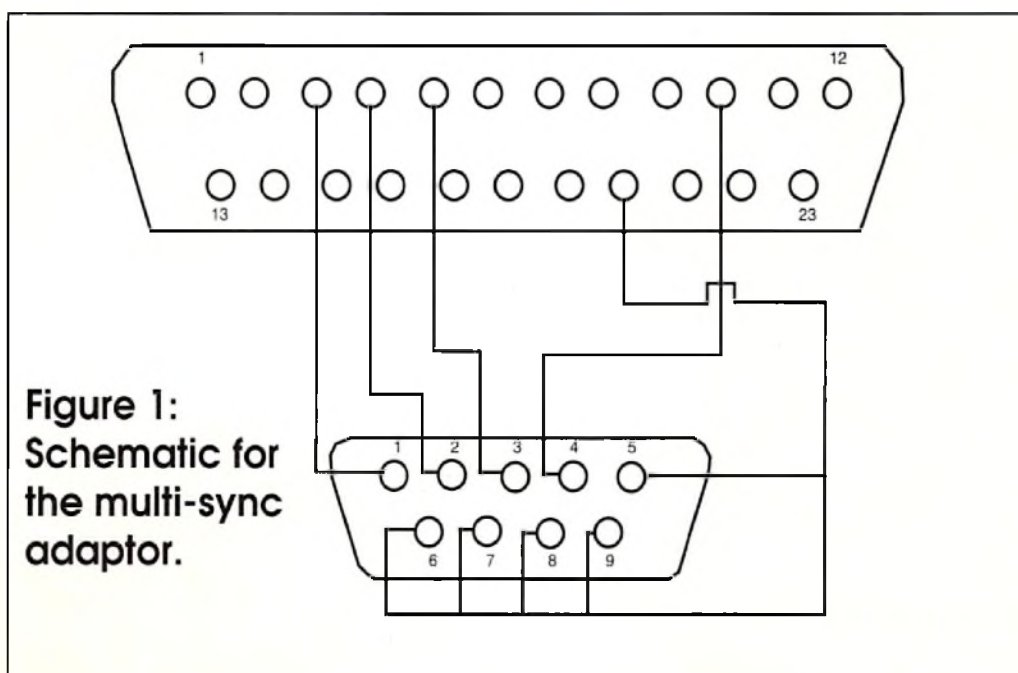 1 12
13 23
Figure 1:
Schematic for
the multi-sync
adaptor.
1 2 3 4 5
6 7 8 9